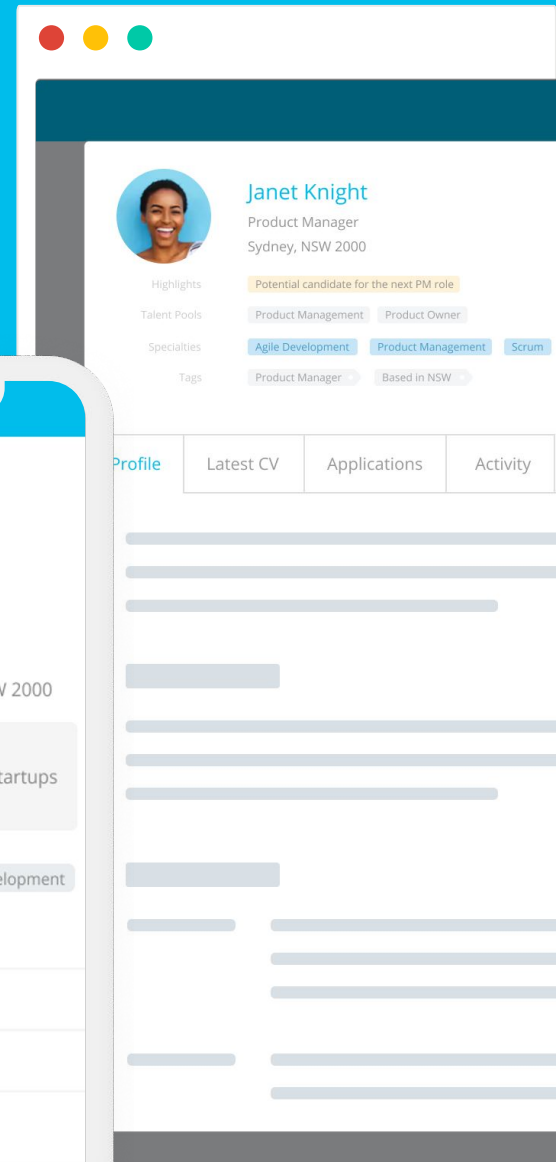 Janet Knight
Product Manager
Sydney, NSW 2000
Highlights Potential candidate for the next PM role
Talent Pools Product Management Product Owner
Specialties Agile Development Product Management Scrum
Tags Product Manager Based in NSW
Profile Latest CV Applications Activity
W 2000
tartups
elopment